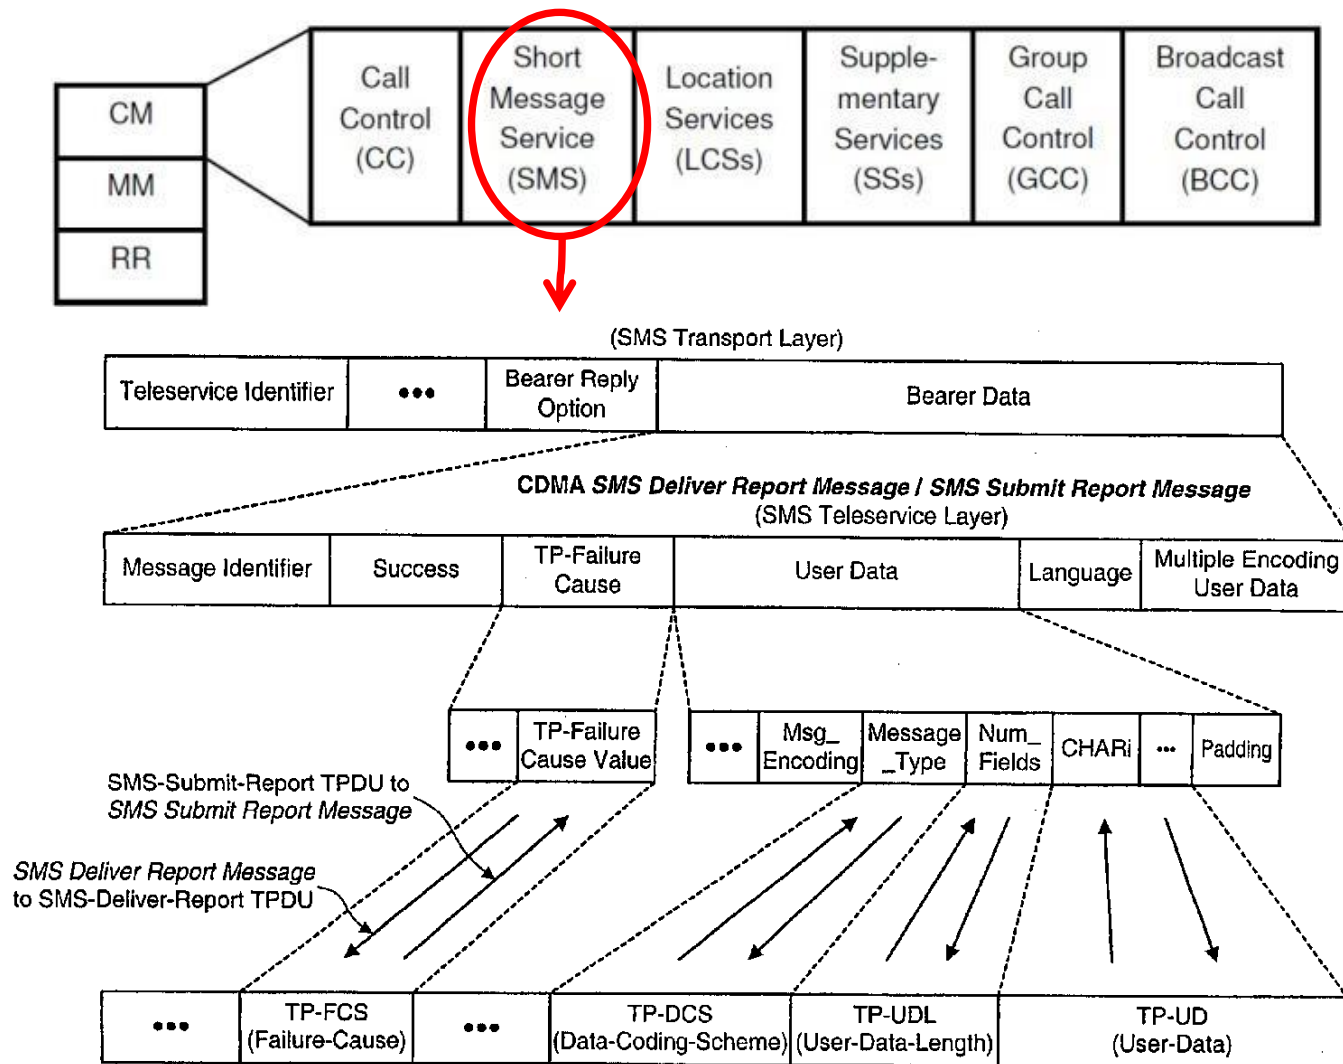 CM
MM
RR
Call
Control
(CC)
Short
Message
Service
(SMS)
Location
Services
(LCSs)
Supple-
mentary
Services
(SSs)
Group
Call
Control
(GCC)
Broadcast
Call
Control
(BCC)
(SMS Transport Layer)
Teleservice Identifier
•••
Bearer Reply
Option
Bearer Data
CDMA SMS Deliver Report Message / SMS Submit Report Message
(SMS Teleservice Layer)
Message Identifier
Success
TP-Failure
Cause
User Data
Language
Multiple Encoding
User Data
•••
TP-Failure
Cause Value
•••
Msg_
Encoding
Message
_Type
Num_
Fields
CHARi
•••
Padding
SMS-Submit-Report TPDU to
SMS Submit Report Message
SMS Deliver Report Message
to SMS-Deliver-Report TPDU
•••
TP-FCS
(Failure-Cause)
•••
TP-DCS
(Data-Coding-Scheme)
TP-UDL
(User-Data-Length)
TP-UD
(User-Data)